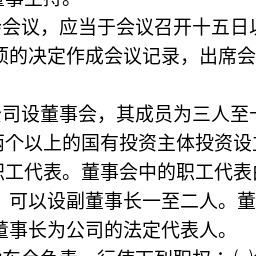 会议，应当于会议召开十五日以
项的决定作成会议记录，出席会
司设董事会，其成员为三人至十
两个以上的国有投资主体投资设立
职工代表。董事会中的职工代表由
可以设副董事长一至二人。董
董事长为公司的法定代表人。